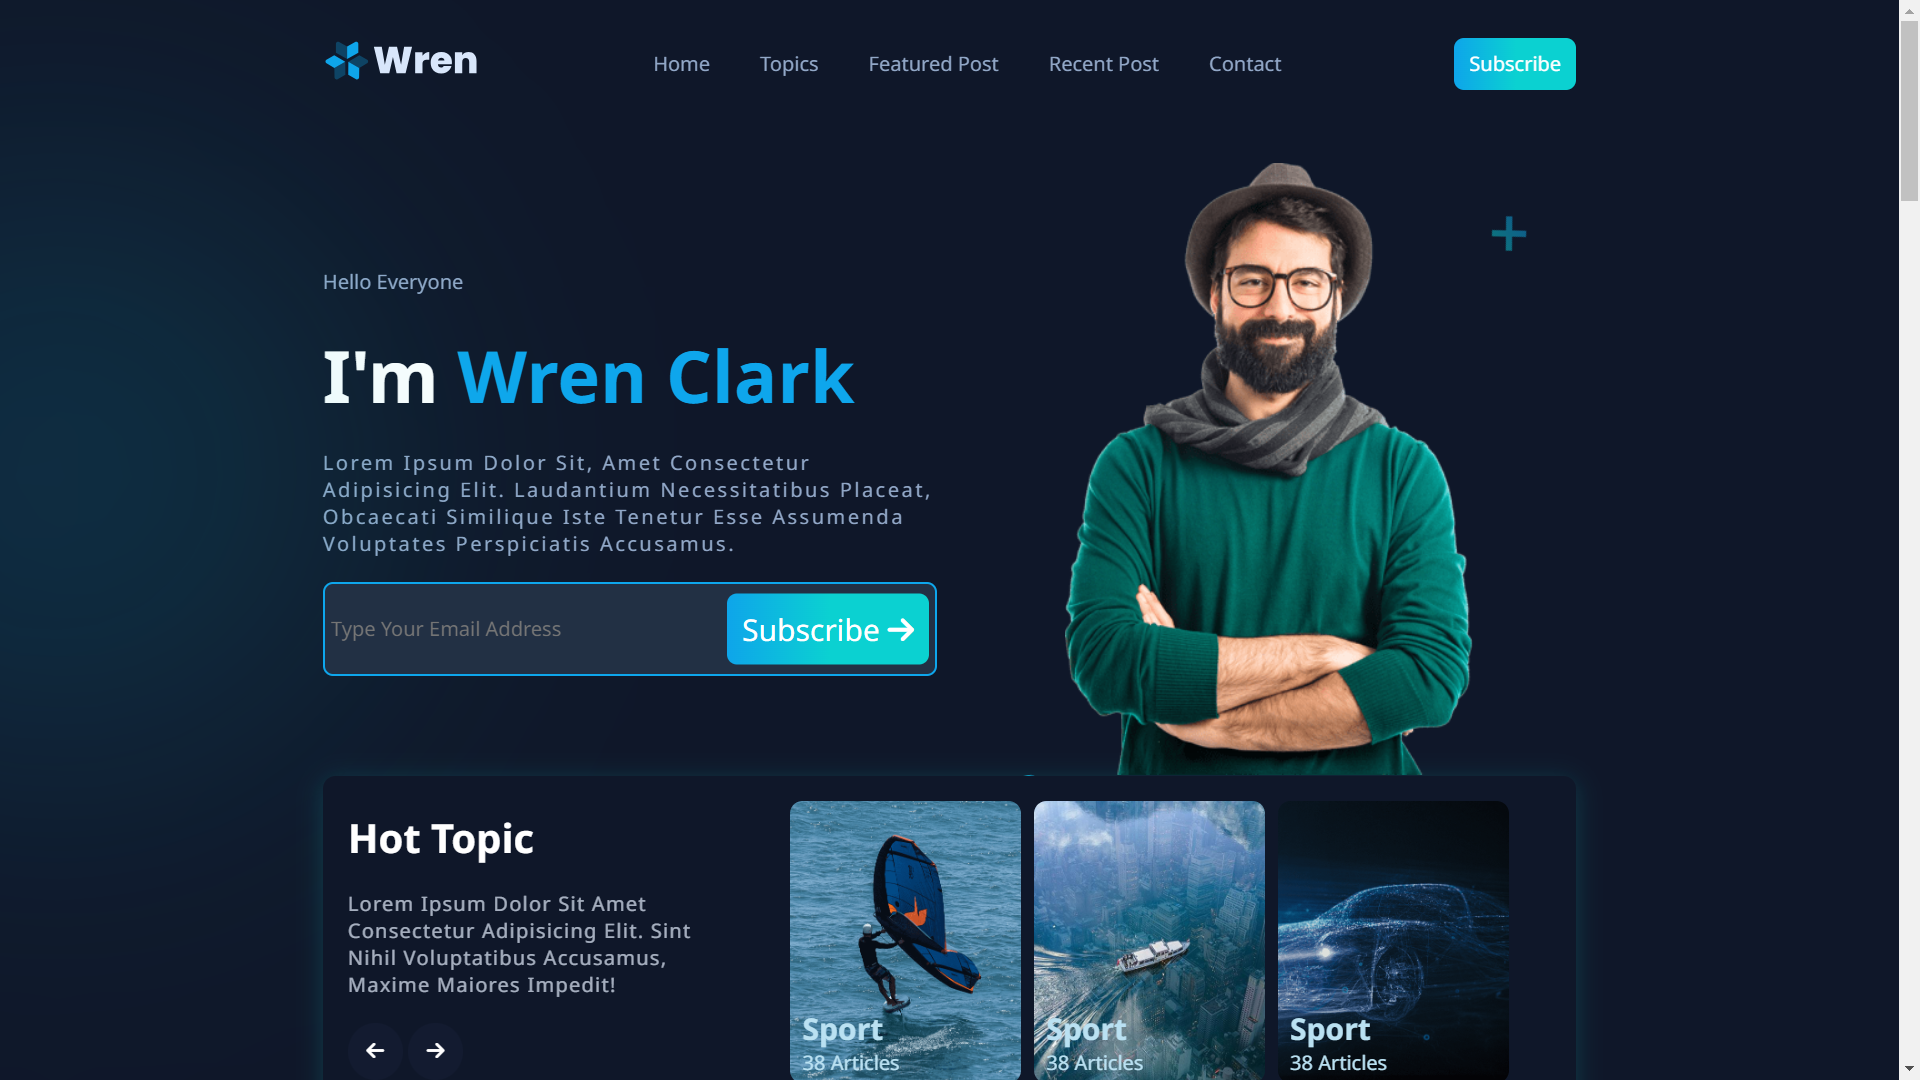 Wren
Home
Topics
Featured Post
Recent Post
Contact
Subscribe
Hello Everyone
I'm Wren Clark
Lorem Ipsum Dolor Sit, Amet Consectetur
Adipisicing Elit. Laudantium Necessitatibus Placeat,
Obcaecati Similique Iste Tenetur Esse Assumenda
Voluptates Perspiciatis Accusamus.
Type Your Email Address
Subscribe
Hot Topic
Lorem Ipsum Dolor Sit Amet
Consectetur Adipisicing Elit. Sint
Nihil Voluptatibus Accusamus,
Maxime Maiores Impedit!
Sport
38 Articles
Sport
38 Articles
Sport
38 Articles